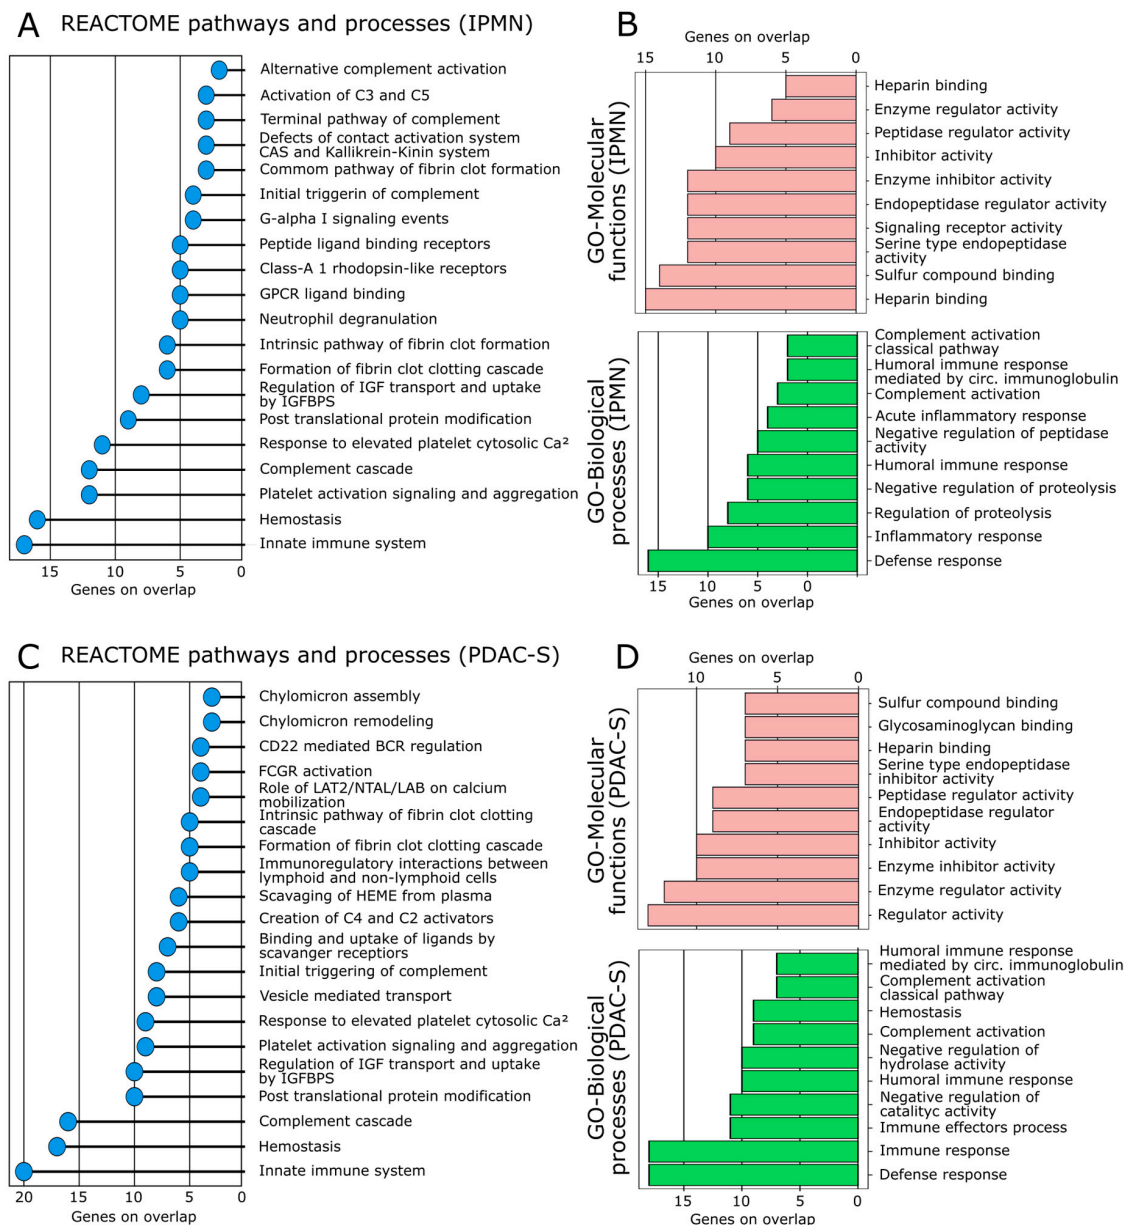 A REACTOME pathways and processes (IPMN)
Alternative complement activation
Activation of C3 and C5
Terminal pathway of complement
Defects of contact activation system
CAS and Kallikrein-Kinin system
Commom pathway of fibrin clot formation
Initial triggerin of complement
G-alpha I signaling events
Peptide ligand binding receptors
Class-A 1 rhodopsin-like receptors
GPCR ligand binding
Neutrophil degranulation
Intrinsic pathway of fibrin clot formation
Formation of fibrin clot clotting cascade
Regulation of IGF transport and uptake
by IGFBPS
Post translational protein modification
Response to elevated platelet cytosolic Ca²
Complement cascade
Platelet activation signaling and aggregation
Hemostasis
Innate immune system
15 10 5 0
Genes on overlap
B
Genes on overlap
15 10 5 0
GO-Molecular
functions (IPMN)
Heparin binding
Enzyme regulator activity
Peptidase regulator activity
Inhibitor activity
Enzyme inhibitor activity
Endopeptidase regulator activity
Signaling receptor activity
Serine type endopeptidase
activity
Sulfur compound binding
Heparin binding
GO-Biological
processes (IPMN)
Complement activation
classical pathway
Humoral immune response
mediated by circ. immunoglobulin
Complement activation
Acute inflammatory response
Negative regulation of peptidase
activity
Humoral immune response
Negative regulation of proteolysis
Regulation of proteolysis
Inflammatory response
Defense response
15 10 5 0
Genes on overlap
C REACTOME pathways and processes (PDAC-S)
Chylomicron assembly
Chylomicron remodeling
CD22 mediated BCR regulation
FCGR activation
Role of LAT2/NTAL/LAB on calcium
mobilization
Intrinsic pathway of fibrin clot clotting
cascade
Formation of fibrin clot clotting cascade
Immunoregulatory interactions between
lymphoid and non-lymphoid cells
Scavaging of HEME from plasma
Creation of C4 and C2 activators
Binding and uptake of ligands by
scavanger receptiors
Initial triggering of complement
Vesicle mediated transport
Response to elevated platelet cytosolic Ca²
Platelet activation signaling and aggregation
Regulation of IGF transport and uptake
by IGFBPS
Post translational protein modification
Complement cascade
Hemostasis
Innate immune system
20 15 10 5 0
Genes on overlap
D
Genes on overlap
10 5 0
GO-Molecular
functions (PDAC-S)
Sulfur compound binding
Glycosaminoglycan binding
Heparin binding
Serine type endopeptidase
inhibitor activity
Peptidase regulator activity
Endopeptidase regulator
activity
Inhibitor activity
Enzyme inhibitor activity
Enzyme regulator activity
Regulator activity
GO-Biological
processes (PDAC-S)
Humoral immune response
mediated by circ. immunoglobulin
Complement activation
classical pathway
Hemostasis
Complement activation
Negative regulation of
hydrolase activity
Humoral immune response
Negative regulation of
catalityc activity
Immune effectors process
Immune response
Defense response
15 10 5 0
Genes on overlap